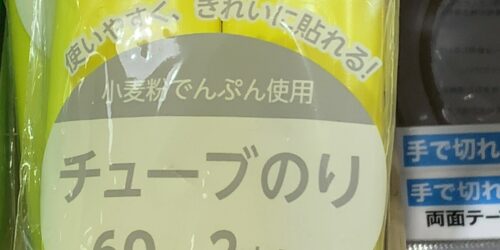 使いやすく、きれいに貼れる!
小麦粉でんぷん使用
チューブのり
手で切れ
手で切れ
両面テー